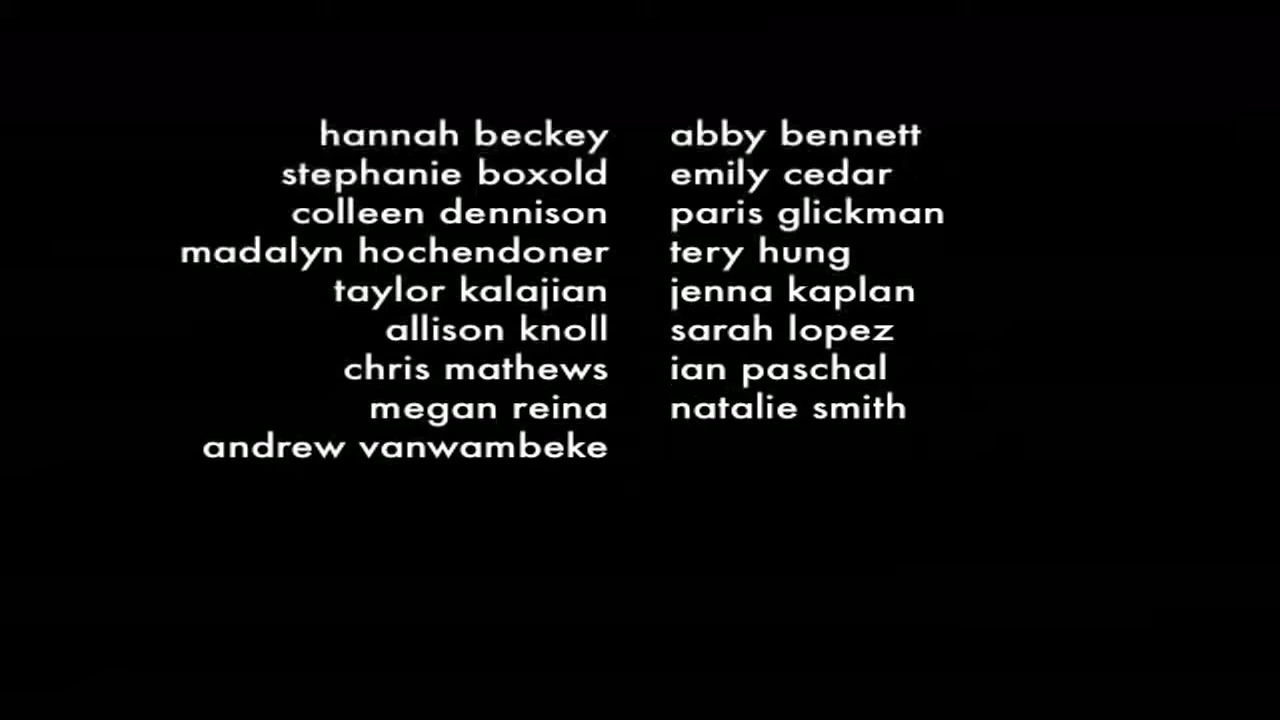 hannah beckey abby bennett
stephanie boxold emily cedar
colleen dennison paris glickman
madalyn hochendoner tery hung
taylor kalajian jenna kaplan
allison knoll sarah lopez
chris mathews ian paschal
megan reina natalie smith
andrew vanwambeke